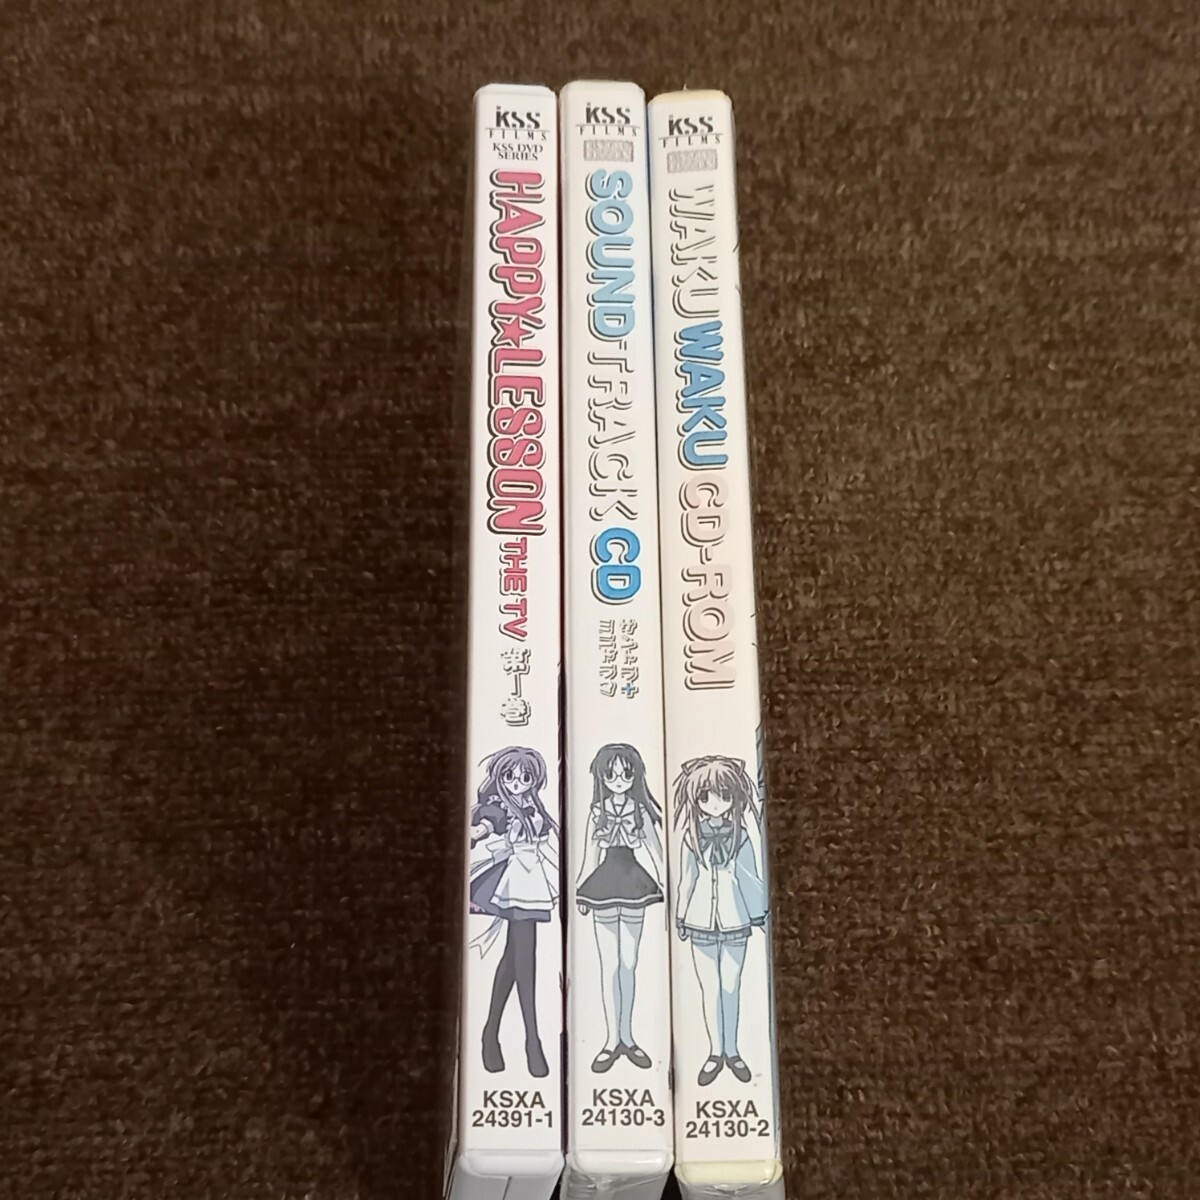 KSS
FILMS
KSS DVD
SERIES
HAPPY★LESSON
THE TV
第一巻
KSXA
24391-1
KSS
FILMS
SOUND TRACK CD
KSXA
24130-3
KSS
FILMS
WAKU WAKU CD-ROM
KSXA
24130-2